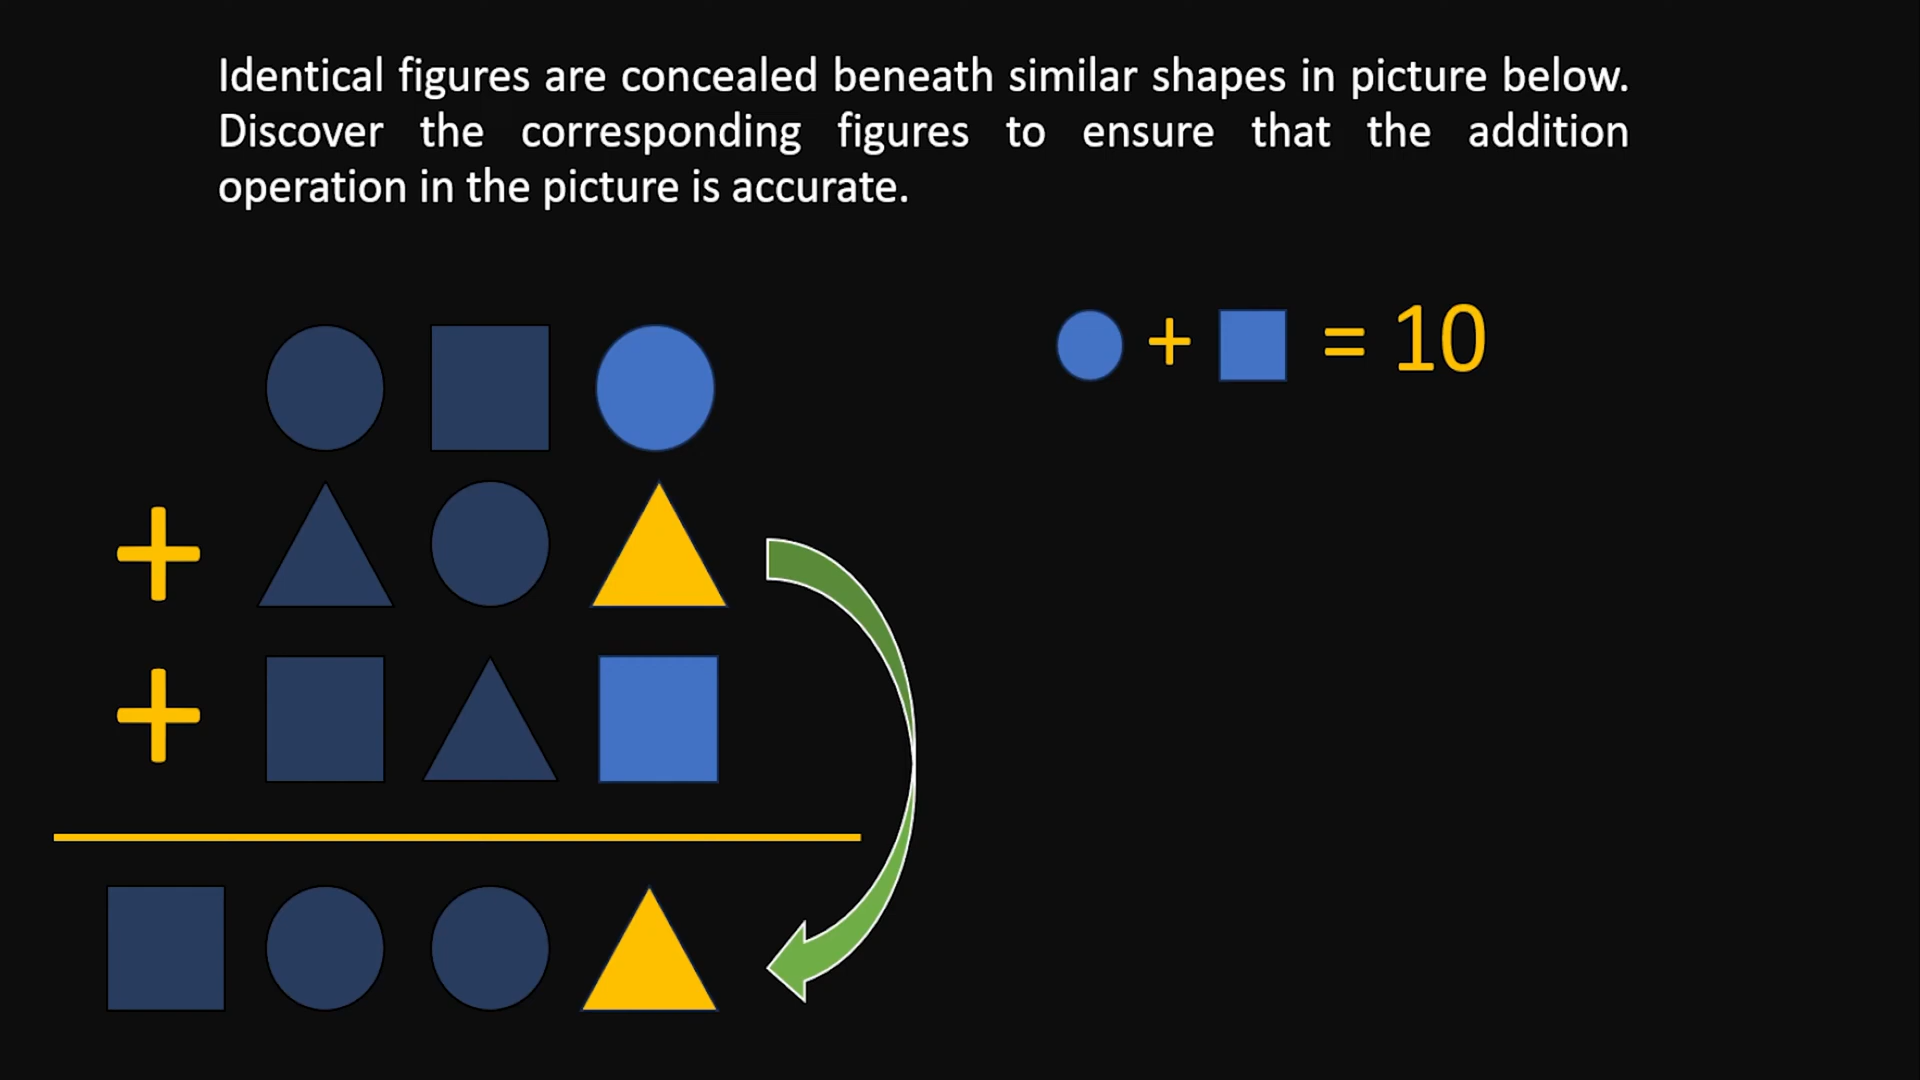 Identical figures are concealed beneath similar shapes in picture below.
Discover the corresponding figures to ensure that the addition
operation in the picture is accurate.
+ = 10
+
+